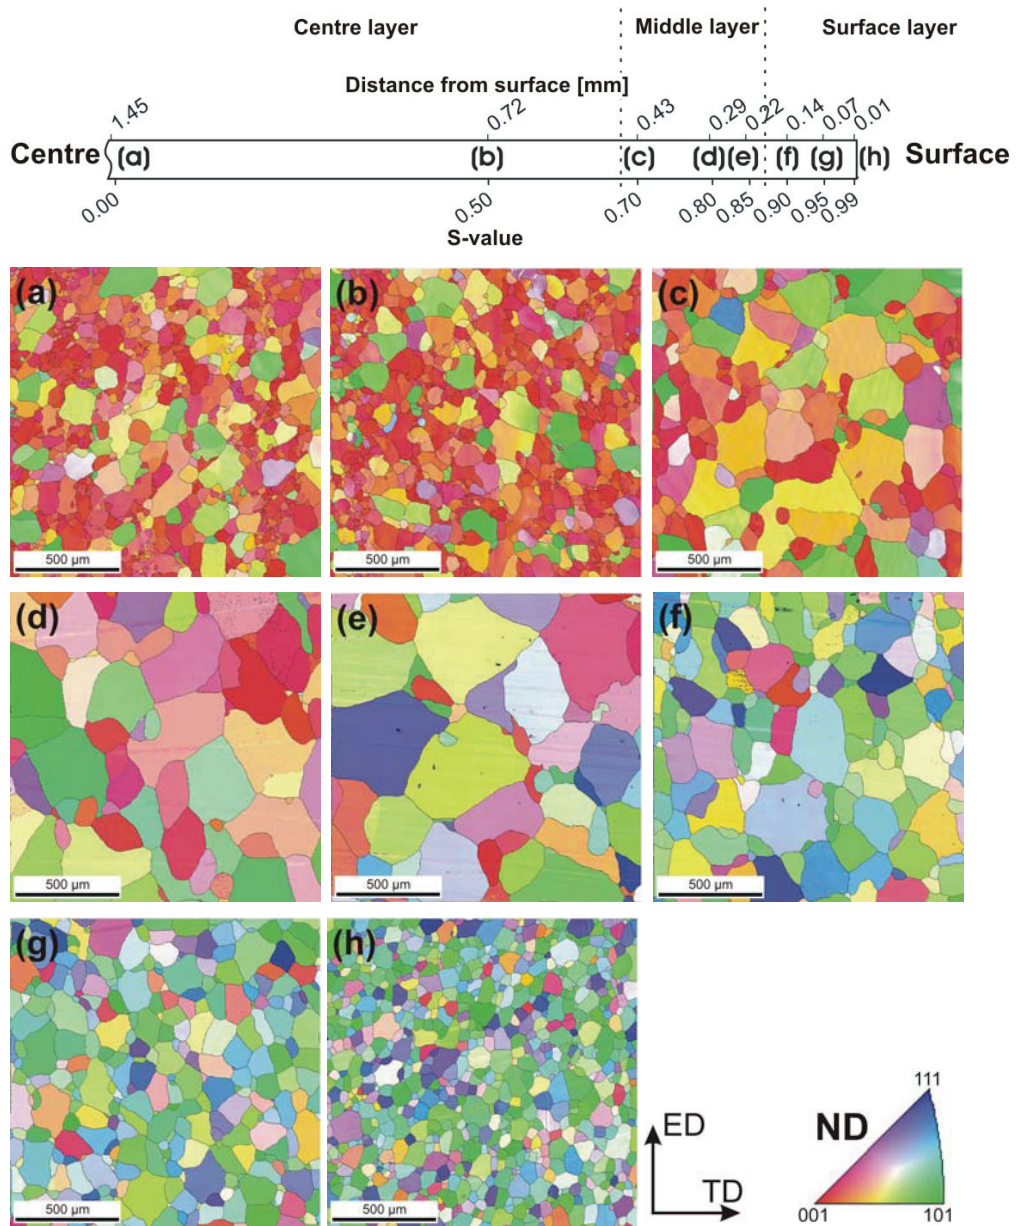 Centre layer Middle layer Surface layer
Distance from surface [mm]
1.45 0.72 0.43 0.29 0.22 0.14 0.07 0.01
Centre (a) (b) (c) (d) (e) (f) (g) (h) Surface
0.00 0.50 0.70 0.80 0.85 0.90 0.95 0.99
S-value
(a) (b) (c)
500 µm 500 µm 500 µm
(d) (e) (f)
500 µm 500 µm 500 µm
(g) (h)
500 µm 500 µm
ED
TD
ND
111
001 101